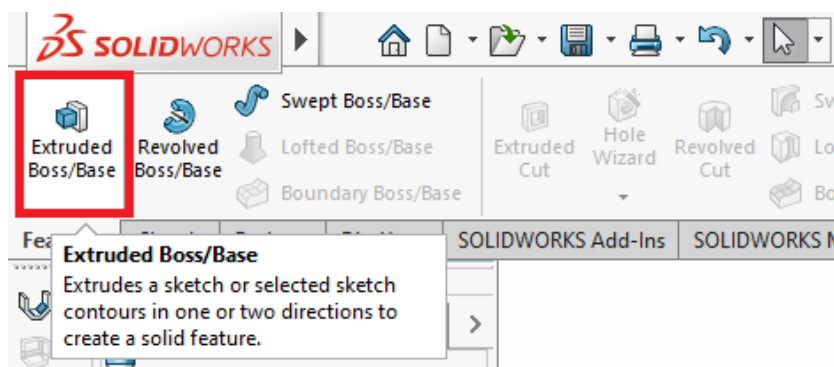 SOLIDWORKS
Extruded Boss/Base
Revolved Boss/Base
Swept Boss/Base
Lofted Boss/Base
Boundary Boss/Base
Extruded Cut
Hole Wizard
Revolved Cut
SOLIDWORKS Add-Ins
SOLIDWORKS
Extruded Boss/Base
Extrudes a sketch or selected sketch
contours in one or two directions to
create a solid feature.